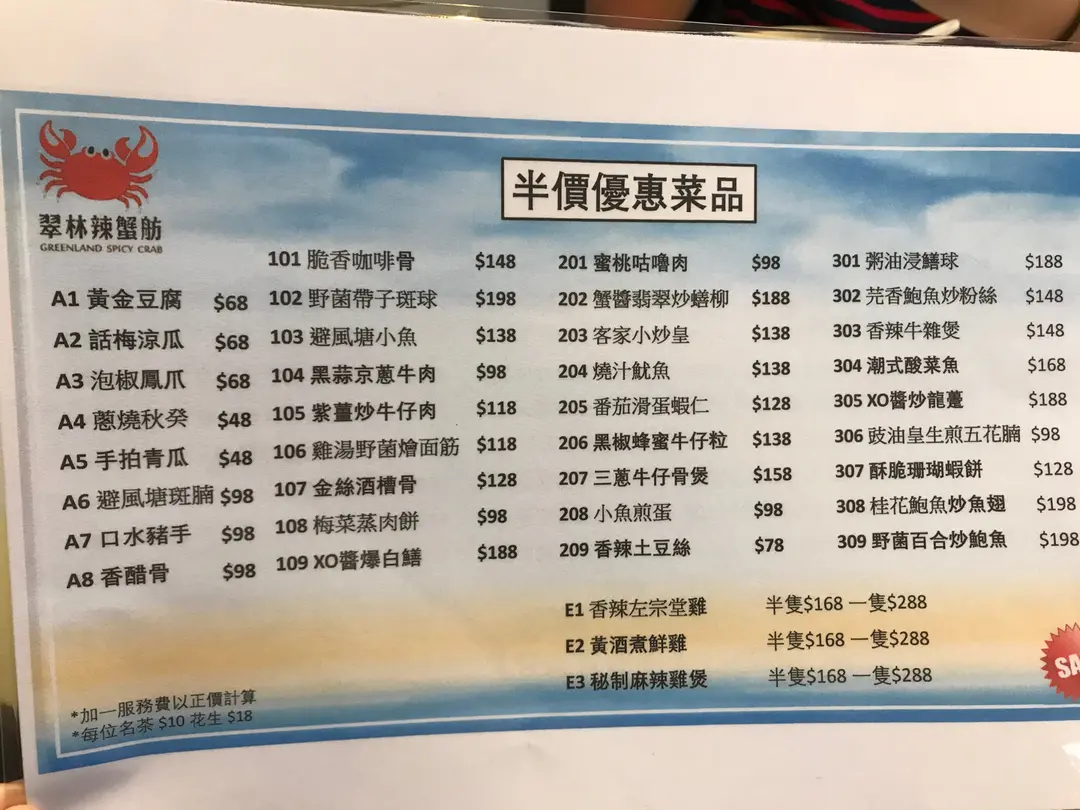 翠林辣蟹舫
GREENLAND SPICY CRAB
半價優惠菜品
A1 黃金豆腐 $68
A2 話梅涼瓜 $68
A3 泡椒鳳爪 $68
A4 蔥燒秋癸 $48
A5 手拍青瓜 $48
A6 避風塘斑腩 $98
A7 口水豬手 $98
A8 香醋骨 $98
101 脆香咖啡骨 $148
102 野菌帶子斑球 $198
103 避風塘小魚 $138
104 黑蒜京蔥牛肉 $98
105 紫薑炒牛仔肉 $118
106 雞湯野菌燴面筋 $118
107 金絲酒槽骨 $128
108 梅菜蒸肉餅 $98
109 XO醬爆白鱔 $188
201 蜜桃咕嚕肉 $98
202 蟹醬翡翠炒蟮柳 $188
203 客家小炒皇 $138
204 燒汁魷魚 $138
205 番茄滑蛋蝦仁 $128
206 黑椒蜂蜜牛仔粒 $138
207 三蔥牛仔骨煲 $158
208 小魚煎蛋 $98
209 香辣土豆絲 $78
301 粥油浸鱔球 $188
302 芫香鮑魚炒粉絲 $148
303 香辣牛雜煲 $148
304 潮式酸菜魚 $168
305 XO醬炒龍躉 $188
306 豉油皇生煎五花腩 $98
307 酥脆珊瑚蝦餅 $128
308 桂花鮑魚炒魚翅 $198
309 野菌百合炒鮑魚 $198
E1 香辣左宗堂雞 半隻$168 一隻$288
E2 黃酒煮鮮雞 半隻$168 一隻$288
E3 秘制麻辣雞煲 半隻$168 一隻$288
*加一服務費以正價計算
*每位名茶 $10 花生 $18